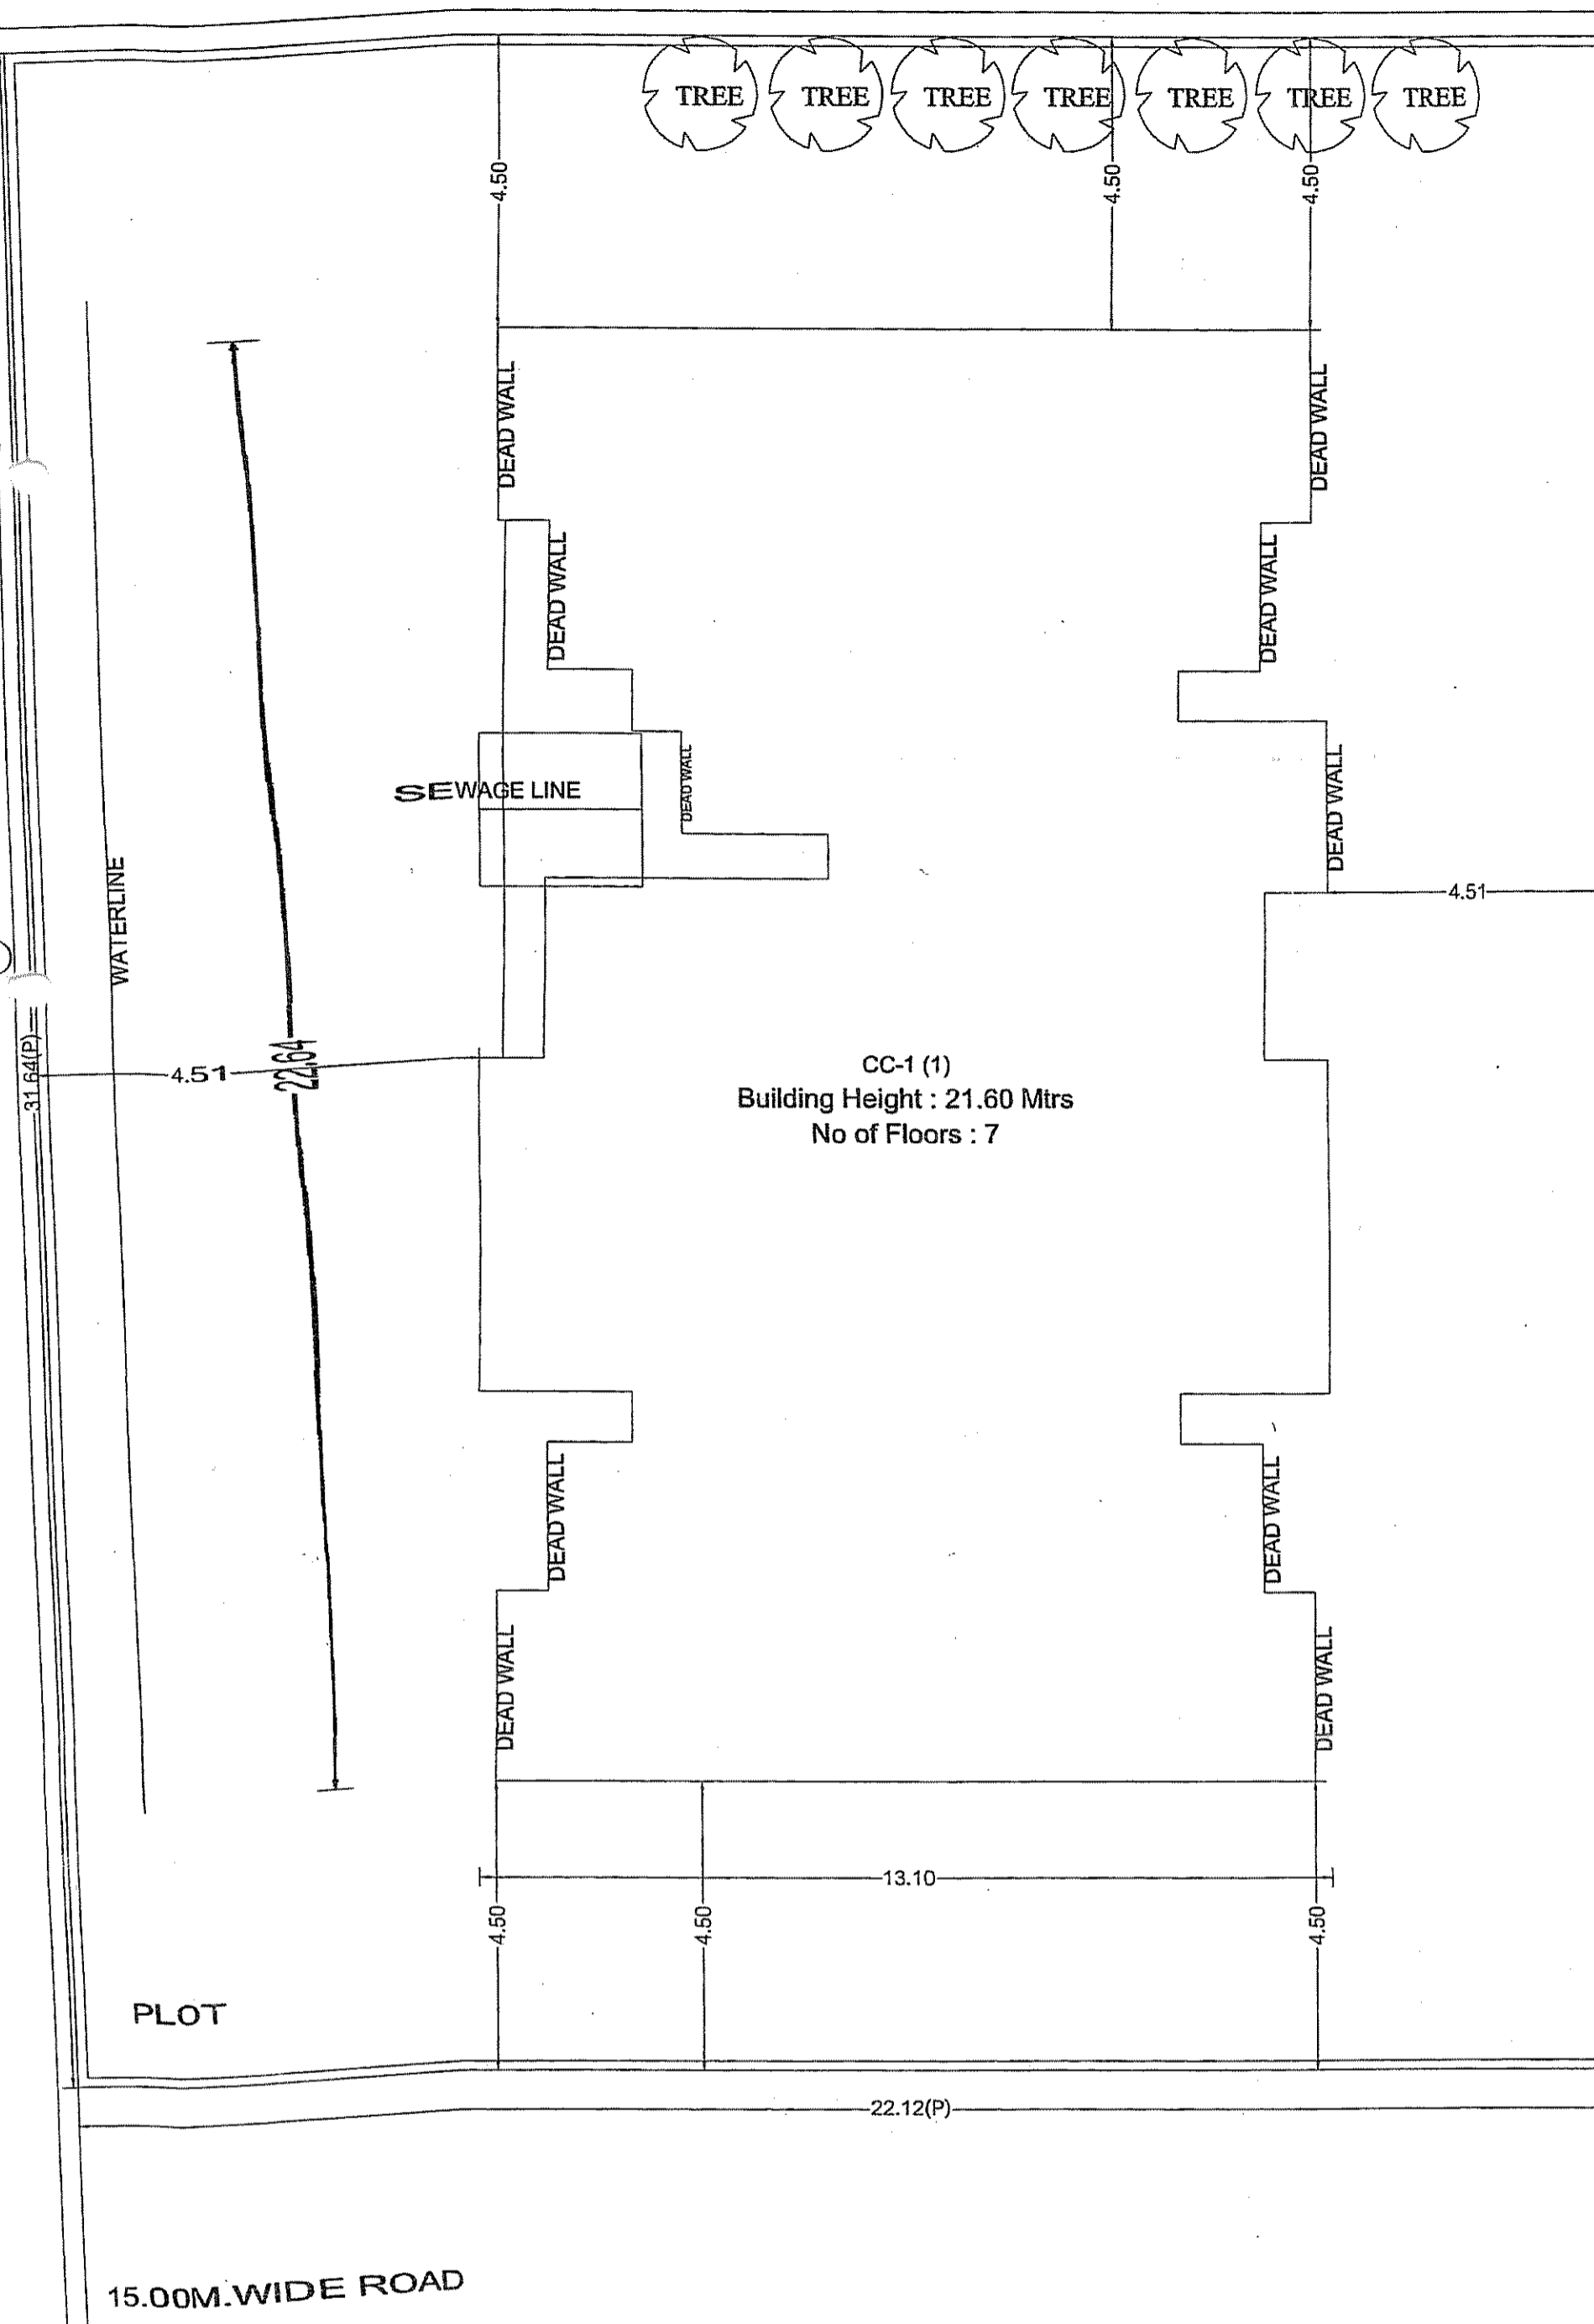 TREE TREE TREE TREE TREE TREE TREE
4.50 4.50 4.50
DEAD WALL DEAD WALL
DEAD WALL DEAD WALL
SEWAGE LINE
DEAD WALL
DEAD WALL
4.51
WATERLINE
31.64(P)
4.51
22.64
CC-1 (1)
Building Height : 21.60 Mtrs
No of Floors : 7
DEAD WALL DEAD WALL
DEAD WALL DEAD WALL
13.10
4.50 4.50 4.50
PLOT
22.12(P)
15.00M.WIDE ROAD